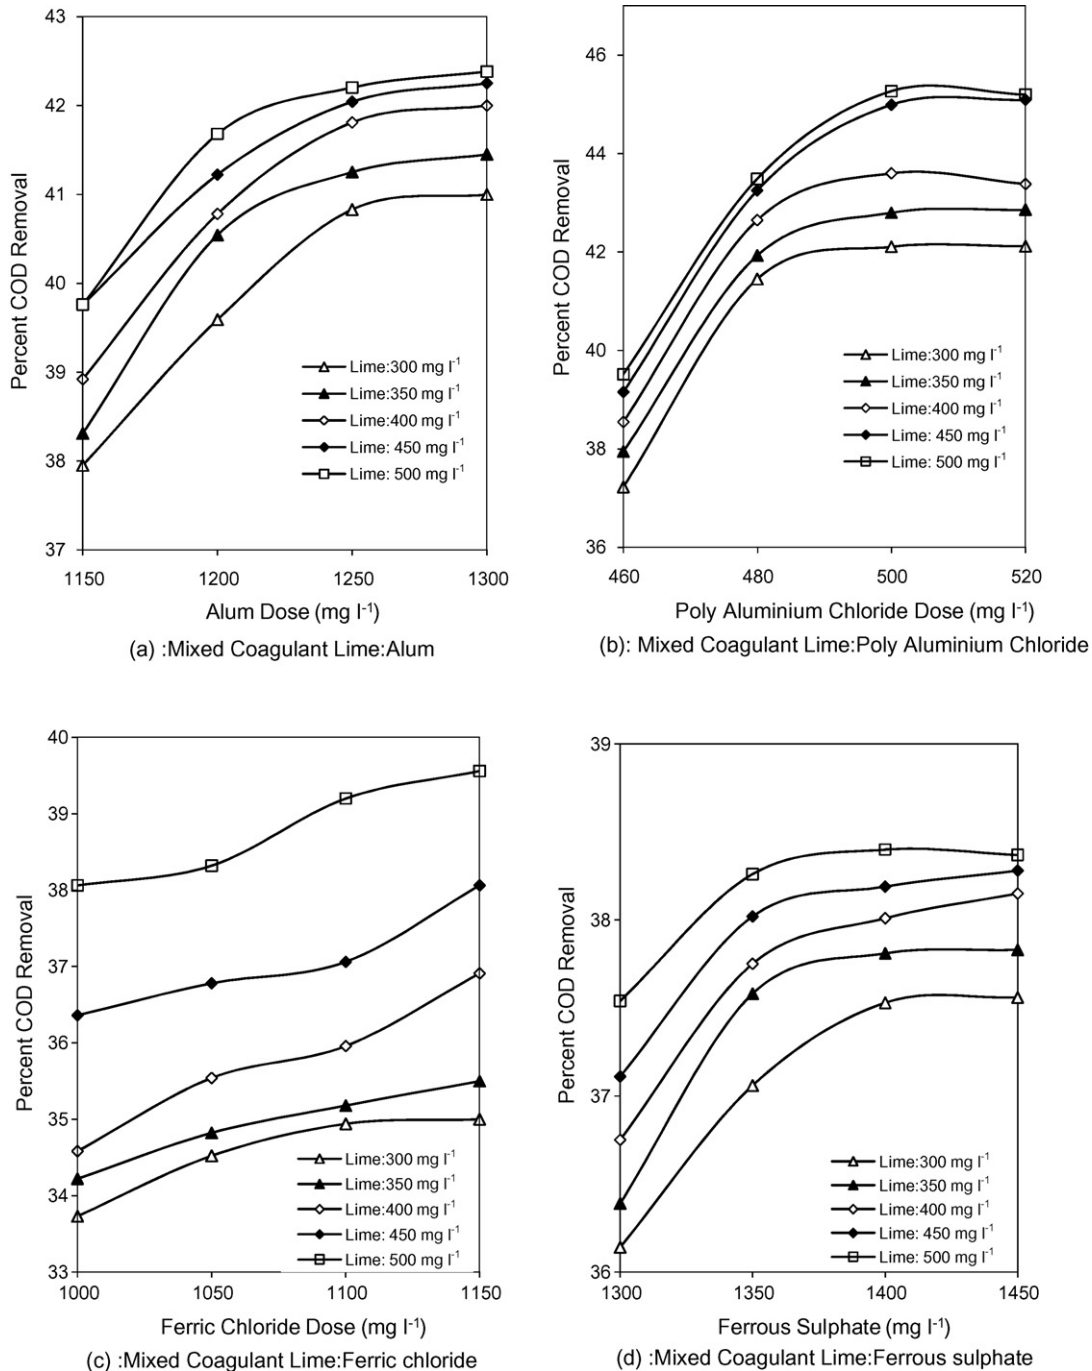 43
42
41
40
39
38
37
Percent COD Removal
Lime:300 mg l⁻¹
Lime:350 mg l⁻¹
Lime:400 mg l⁻¹
Lime: 450 mg l⁻¹
Lime: 500 mg l⁻¹
1150 1200 1250 1300
Alum Dose (mg l⁻¹)
(a) :Mixed Coagulant Lime:Alum
46
44
42
40
38
36
Percent COD Removal
Lime:300 mg l⁻¹
Lime:350 mg l⁻¹
Lime:400 mg l⁻¹
Lime: 450 mg l⁻¹
Lime: 500 mg l⁻¹
460 480 500 520
Poly Aluminium Chloride Dose (mg l⁻¹)
(b): Mixed Coagulant Lime:Poly Aluminium Chloride
40
39
38
37
36
35
34
33
Percent COD Removal
Lime:300 mg l⁻¹
Lime:350 mg l⁻¹
Lime:400 mg l⁻¹
Lime: 450 mg l⁻¹
Lime: 500 mg l⁻¹
1000 1050 1100 1150
Ferric Chloride Dose (mg l⁻¹)
(c) :Mixed Coagulant Lime:Ferric chloride
39
38
37
36
Percent COD Removal
Lime:300 mg l⁻¹
Lime:350 mg l⁻¹
Lime:400 mg l⁻¹
Lime: 450 mg l⁻¹
Lime: 500 mg l⁻¹
1300 1350 1400 1450
Ferrous Sulphate (mg l⁻¹)
(d) :Mixed Coagulant Lime:Ferrous sulphate